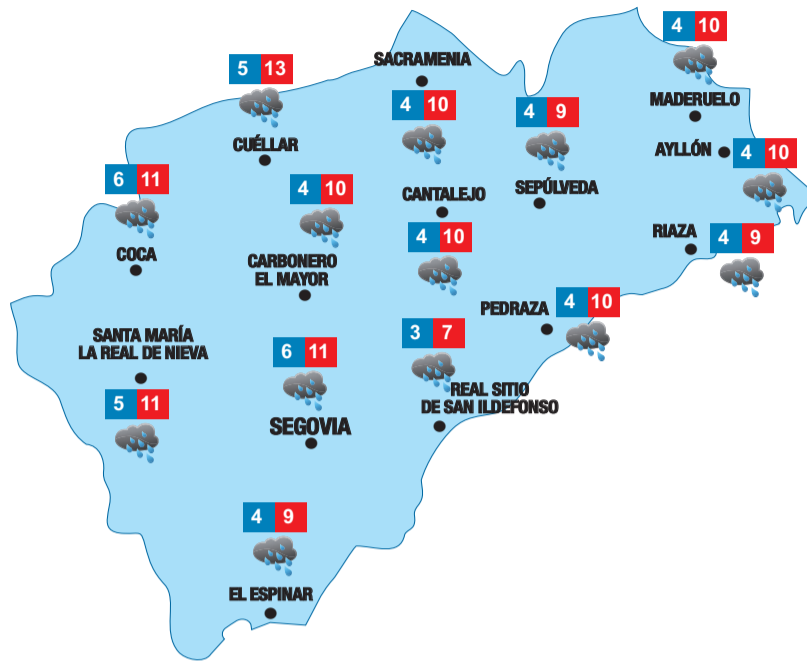 4 10
MADERUELO
SACRAMENIA
4 10
5 13
CUÉLLAR
4 9
SEPÚLVEDA
AYLLÓN
4 10
6 11
COCA
4 10
CARBONERO
EL MAYOR
CANTALEJO
4 10
RIAZA
4 9
PEDRAZA
4 10
SANTA MARÍA
LA REAL DE NIEVA
5 11
6 11
SEGOVIA
3 7
REAL SITIO
DE SAN ILDEFONSO
4 9
EL ESPINAR